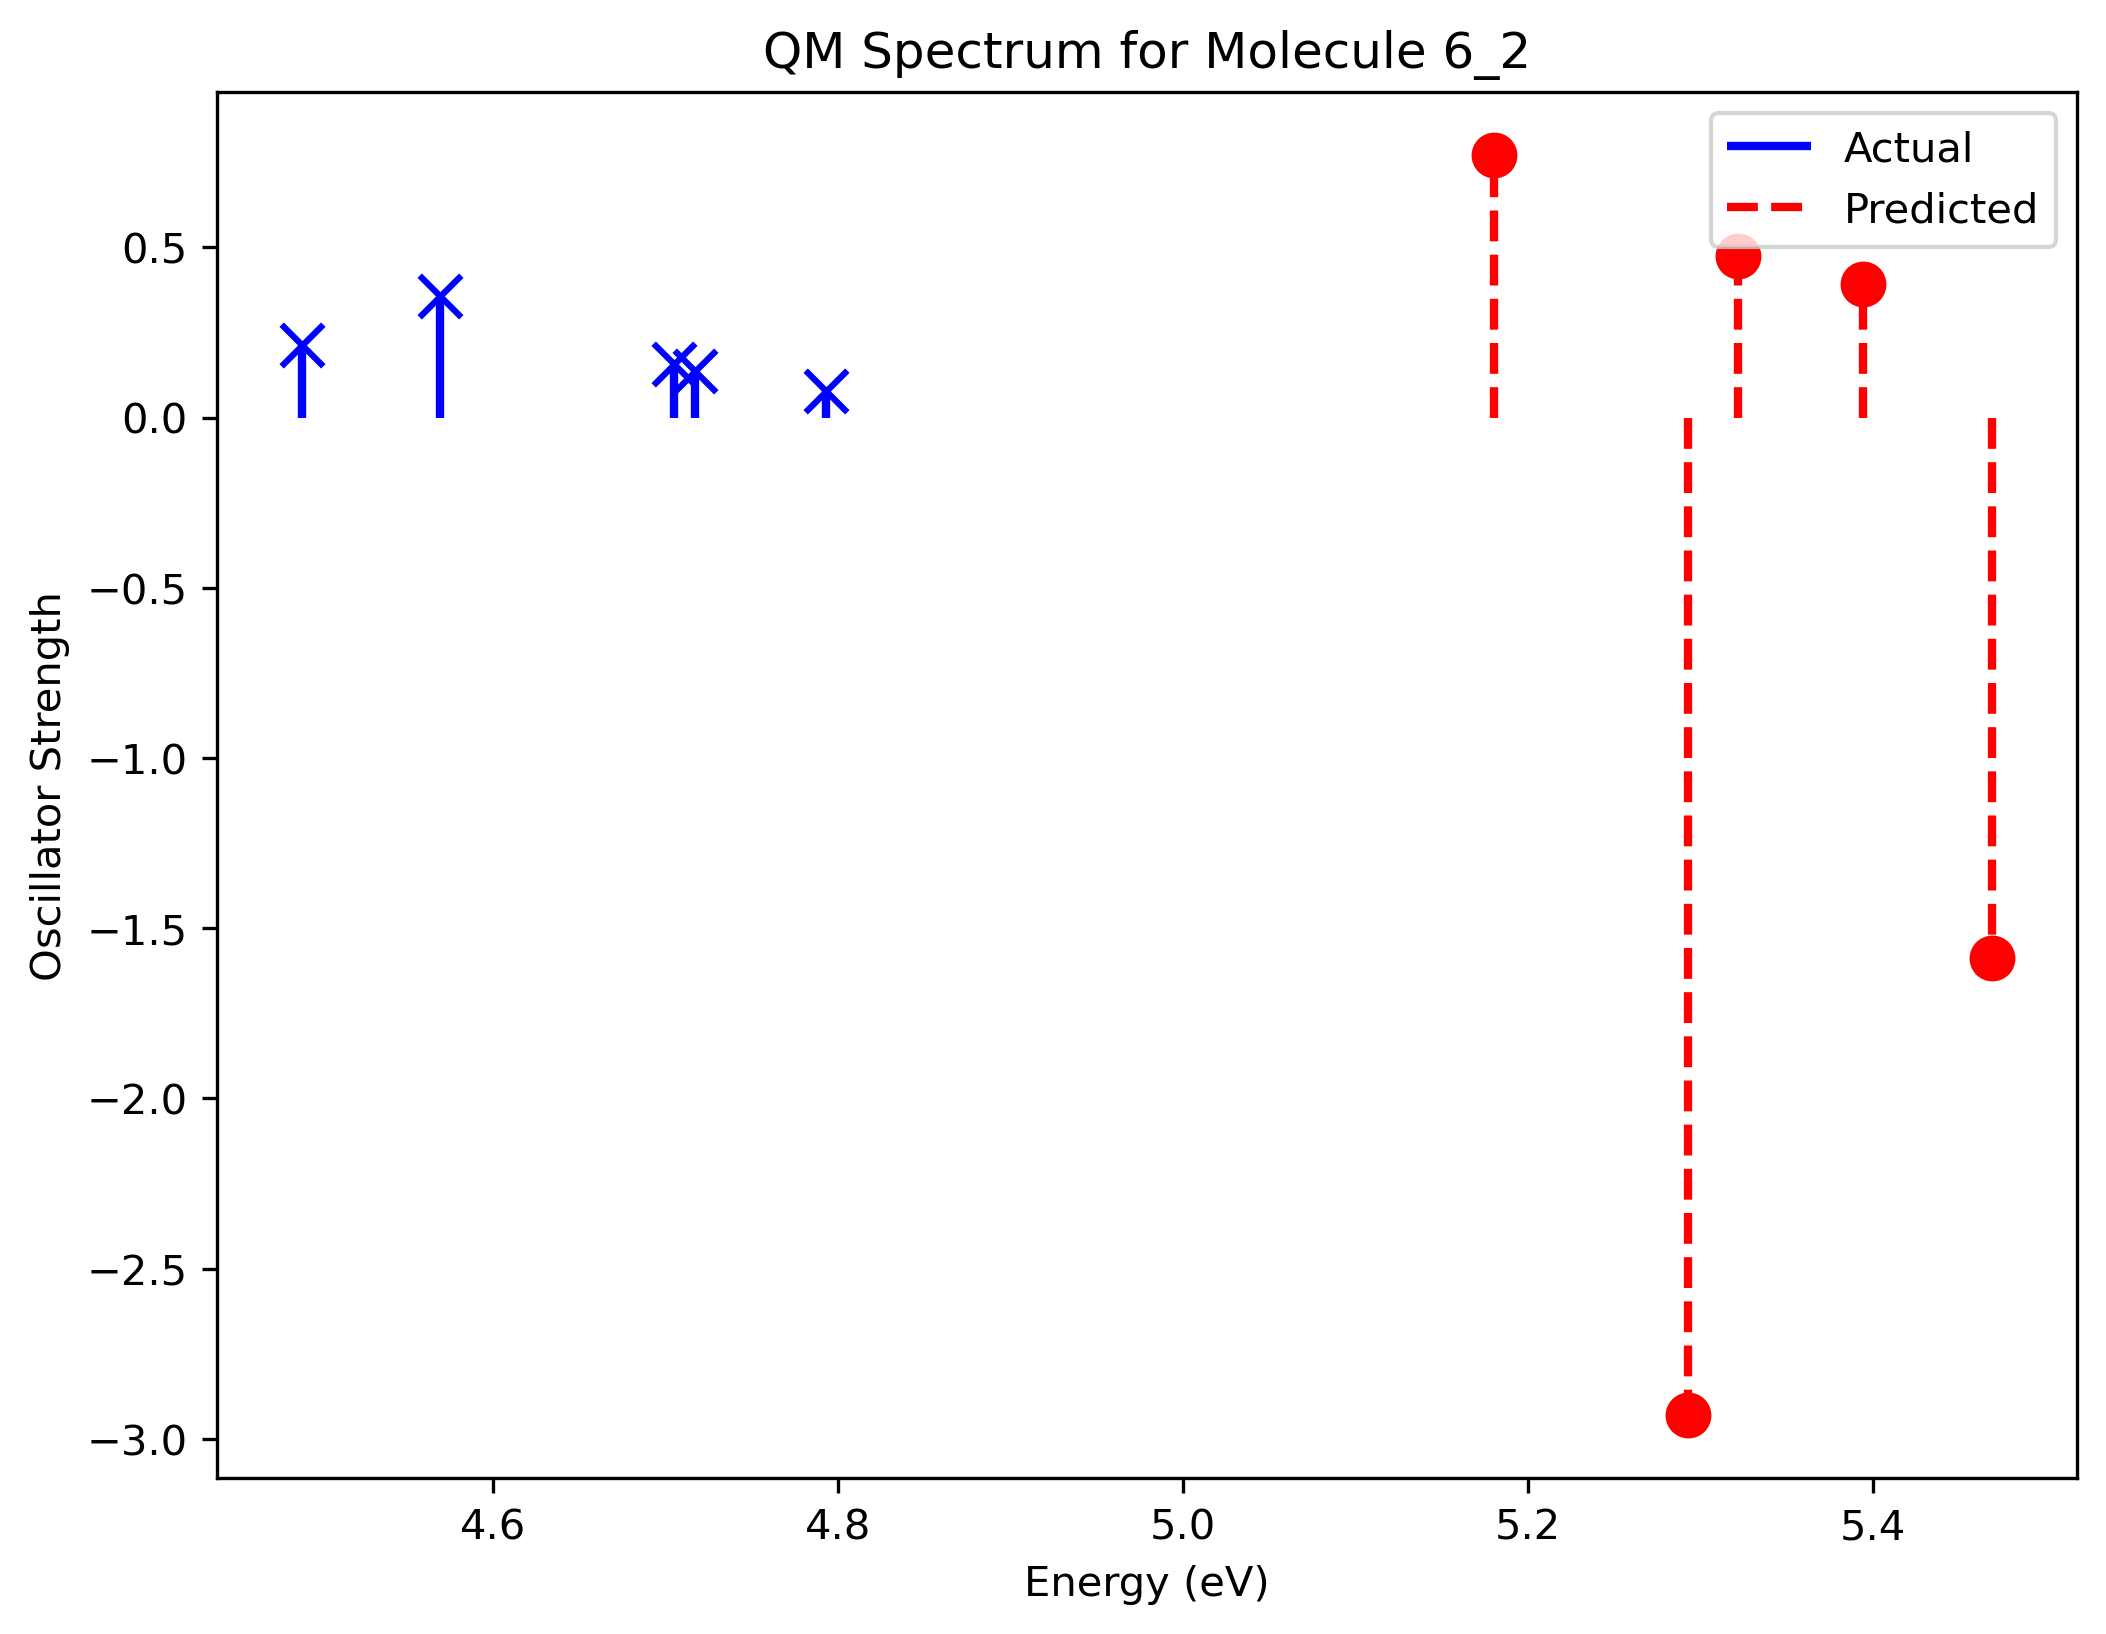 QM Spectrum for Molecule 6_2
Actual
Predicted
0.5
0.0
−0.5
−1.0
−1.5
−2.0
−2.5
−3.0
Oscillator Strength
4.6 4.8 5.0 5.2 5.4
Energy (eV)